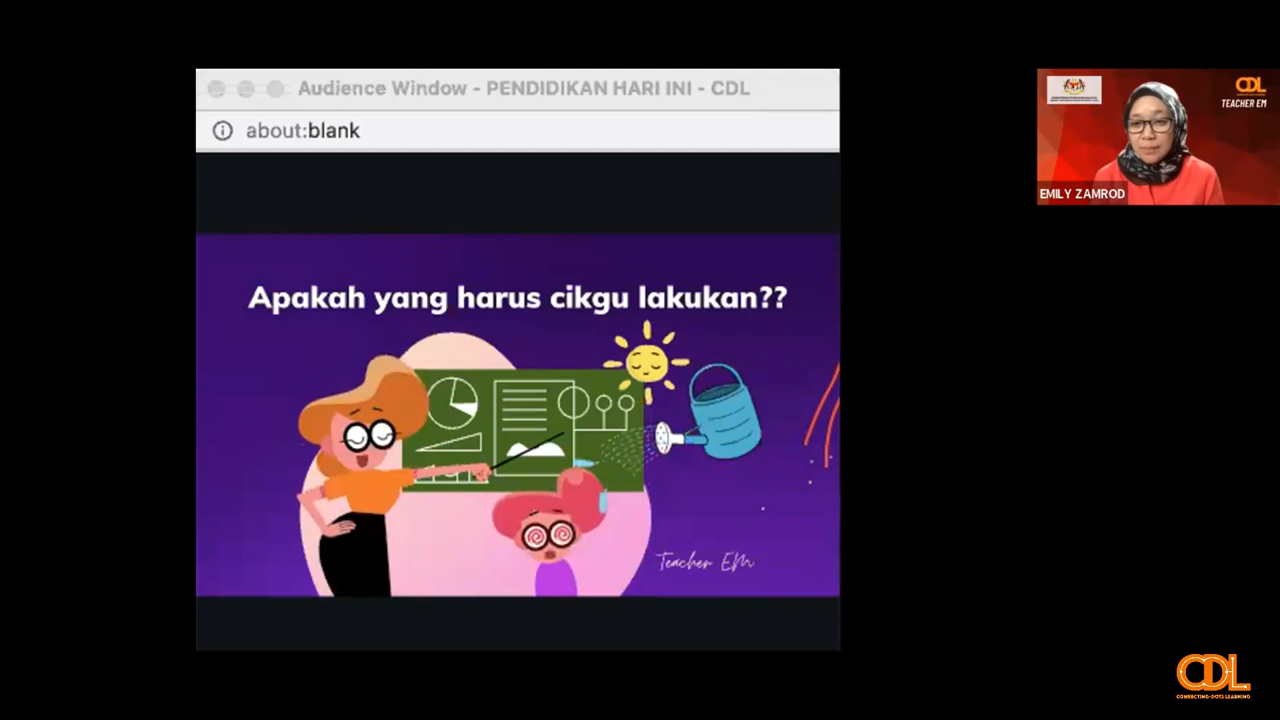 Audience Window - PENDIDIKAN HARI INI - CDL
about:blank
Apakah yang harus cikgu lakukan??
Teacher EM
CDL
TEACHER EM
EMILY ZAMROD
CDL
CONNECTING-DOTS LEARNING